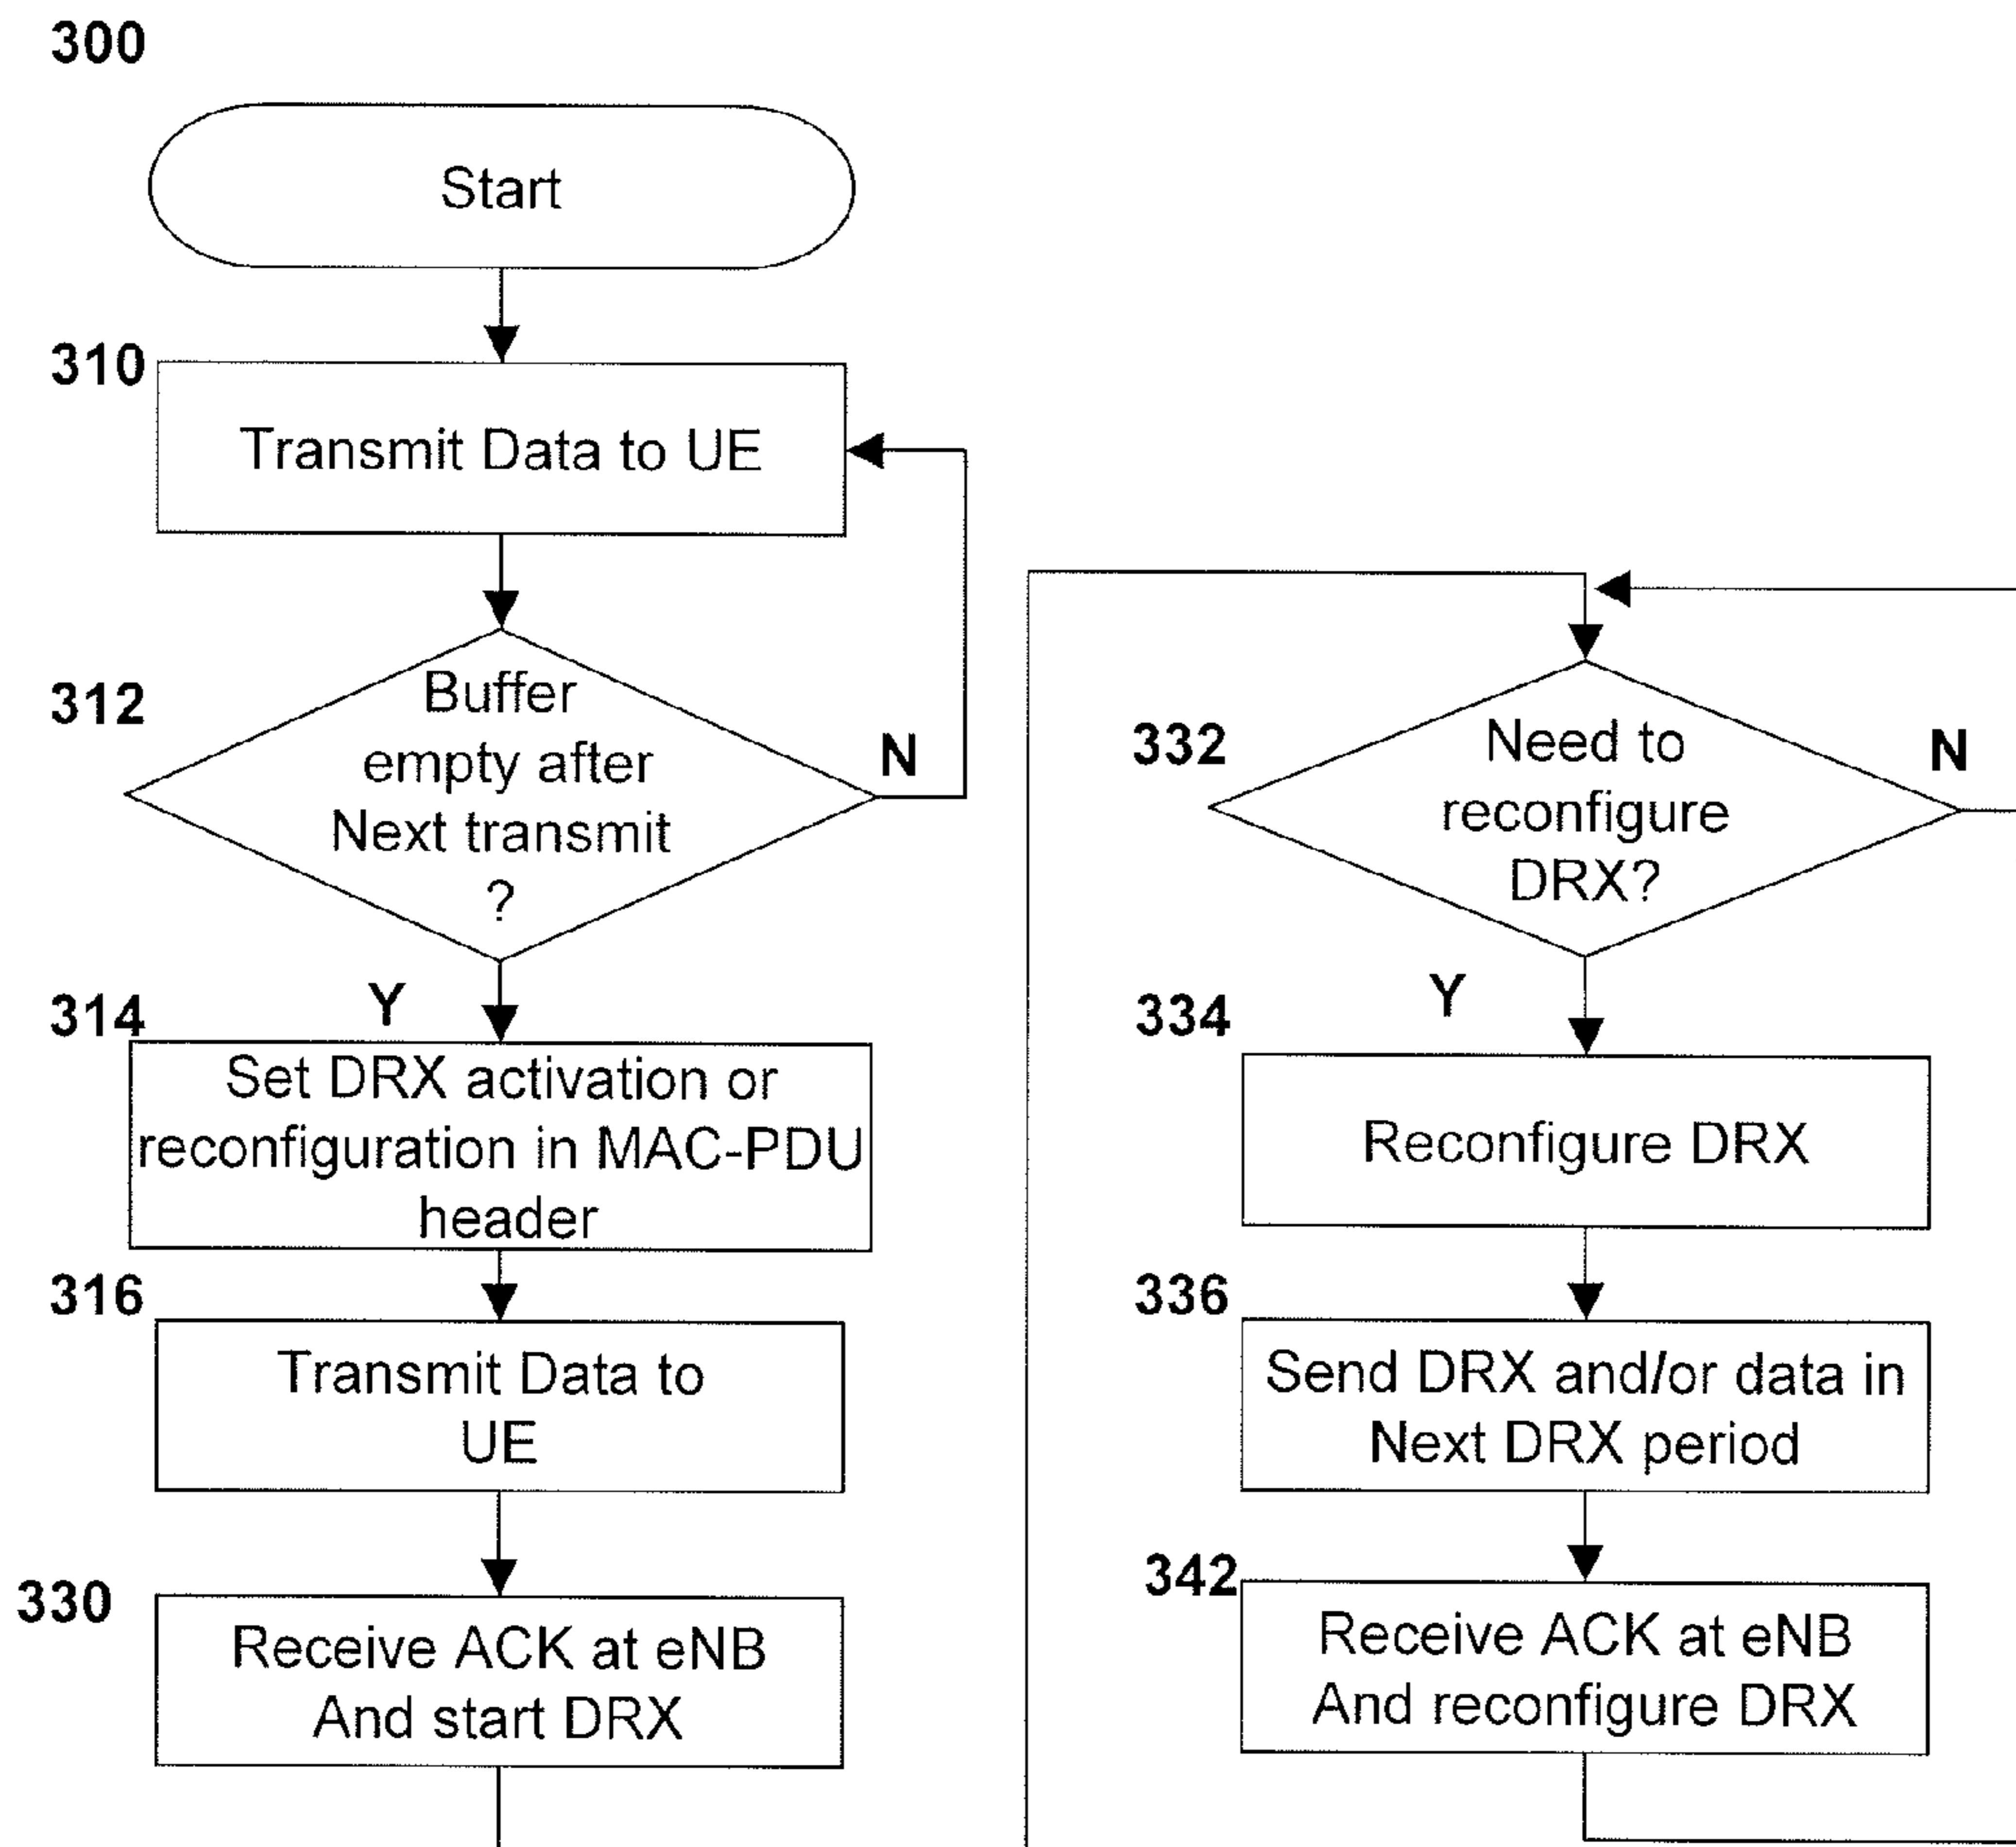 300
Start
310
Transmit Data to UE
312
Buffer
empty after
Next transmit
?
N
Y
314
Set DRX activation or
reconfiguration in MAC-PDU
header
316
Transmit Data to
UE
330
Receive ACK at eNB
And start DRX
332
Need to
reconfigure
DRX?
N
Y
334
Reconfigure DRX
336
Send DRX and/or data in
Next DRX period
342
Receive ACK at eNB
And reconfigure DRX